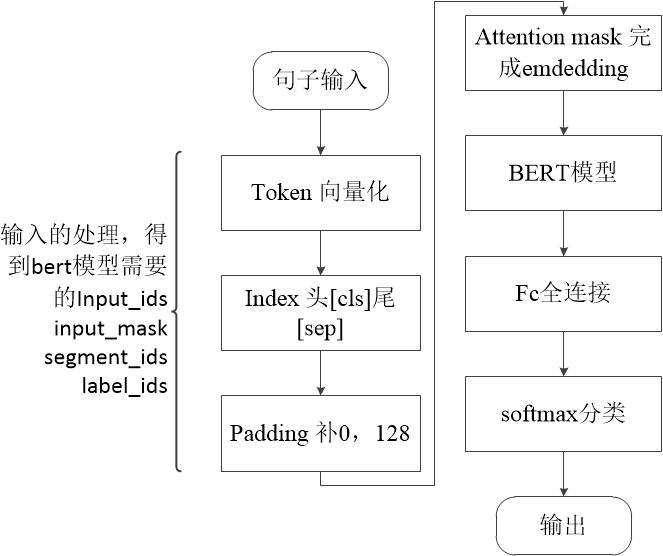 句子输入
Token 向量化
Index 头[cls]尾
[sep]
Padding 补0，128
输入的处理，得
到bert模型需要
的Input_ids
input_mask
segment_ids
label_ids
Attention mask 完
成emdedding
BERT模型
Fc全连接
softmax分类
输出